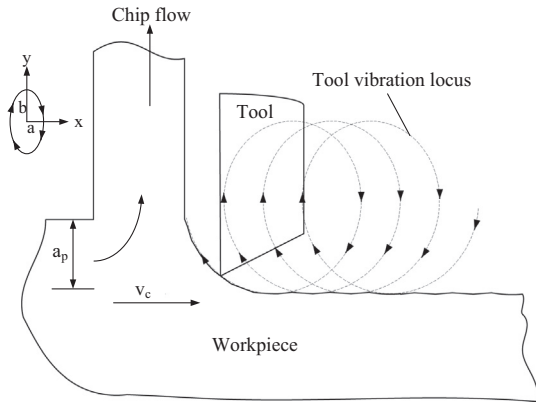 Chip flow
y
Tool vibration locus
b
Tool
a
x
a_p
v_c
Workpiece